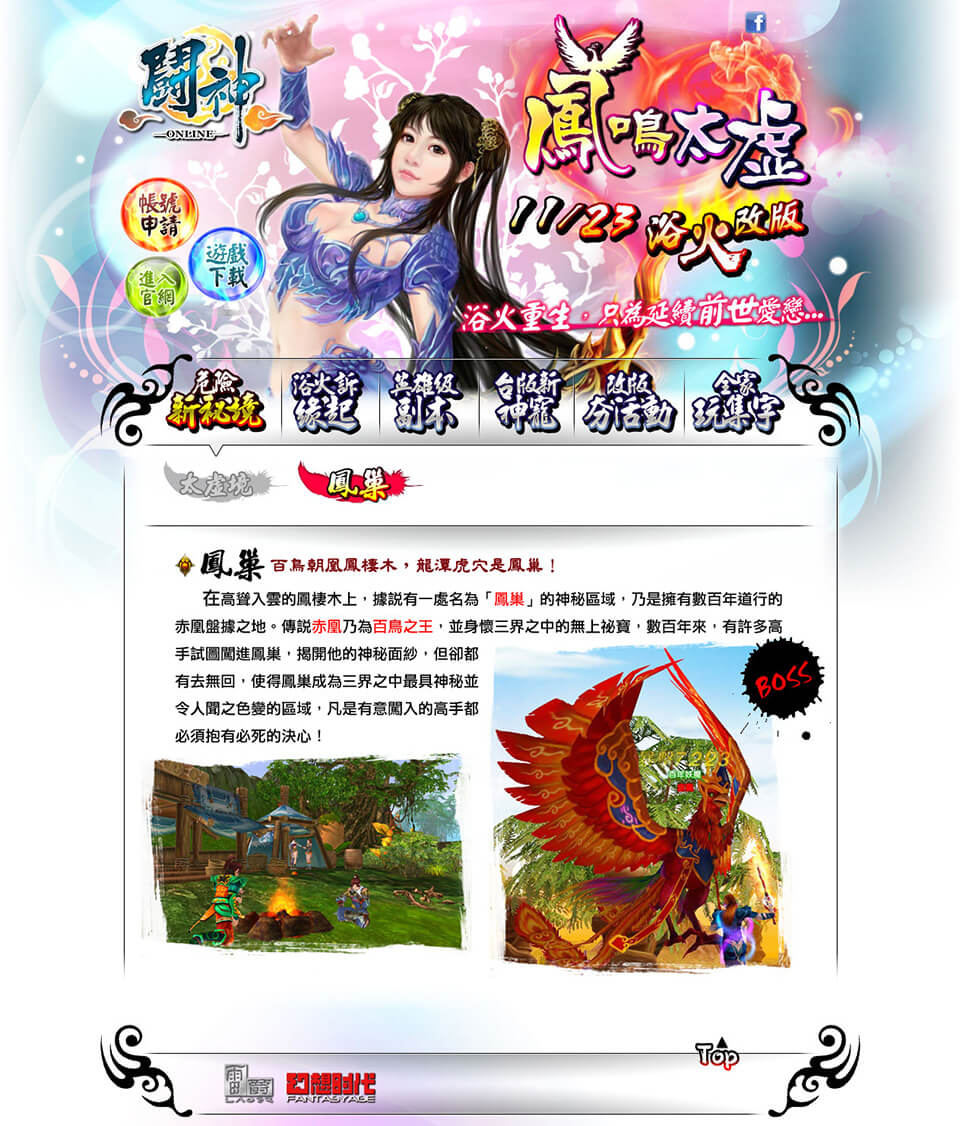 鬪神
ONLINE
帳號
申請
遊戲
下載
進入
官網
鳳鳴太虛
11/23 浴火改版
浴火重生，只為延續前世愛戀...
危險
新祕境
浴火訴
緣起
英雄級
副本
台版新
神寵
改版
夯活動
全家
玩集字
太虛境
鳳巢
鳳巢 百鳥朝凰鳳棲木，龍潭虎穴是鳳巢！
在高聳入雲的鳳棲木上，據說有一處名為「鳳巢」的神秘區域，乃是擁有數百年道行的
赤凰盤據之地。傳說赤凰乃為百鳥之王，並身懷三界之中的無上祕寶，數百年來，有許多高
手試圖闖進鳳巢，揭開他的神秘面紗，但卻都
有去無回，使得鳳巢成為三界之中最具神秘並
令人聞之色變的區域，凡是有意闖入的高手都
必須抱有必死的決心！
BOSS
7223
百年妖魔
Top
雷爵
幻想时代
FANTASYAGE